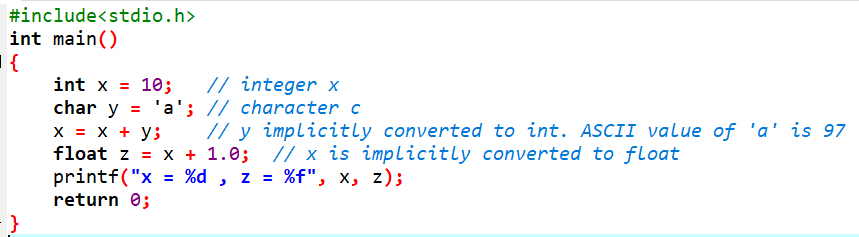 #include<stdio.h>
int main()
{
    int x = 10;   // integer x
    char y = 'a'; // character c
    x = x + y;    // y implicitly converted to int. ASCII value of 'a' is 97
    float z = x + 1.0;  // x is implicitly converted to float
    printf("x = %d , z = %f", x, z);
    return 0;
}